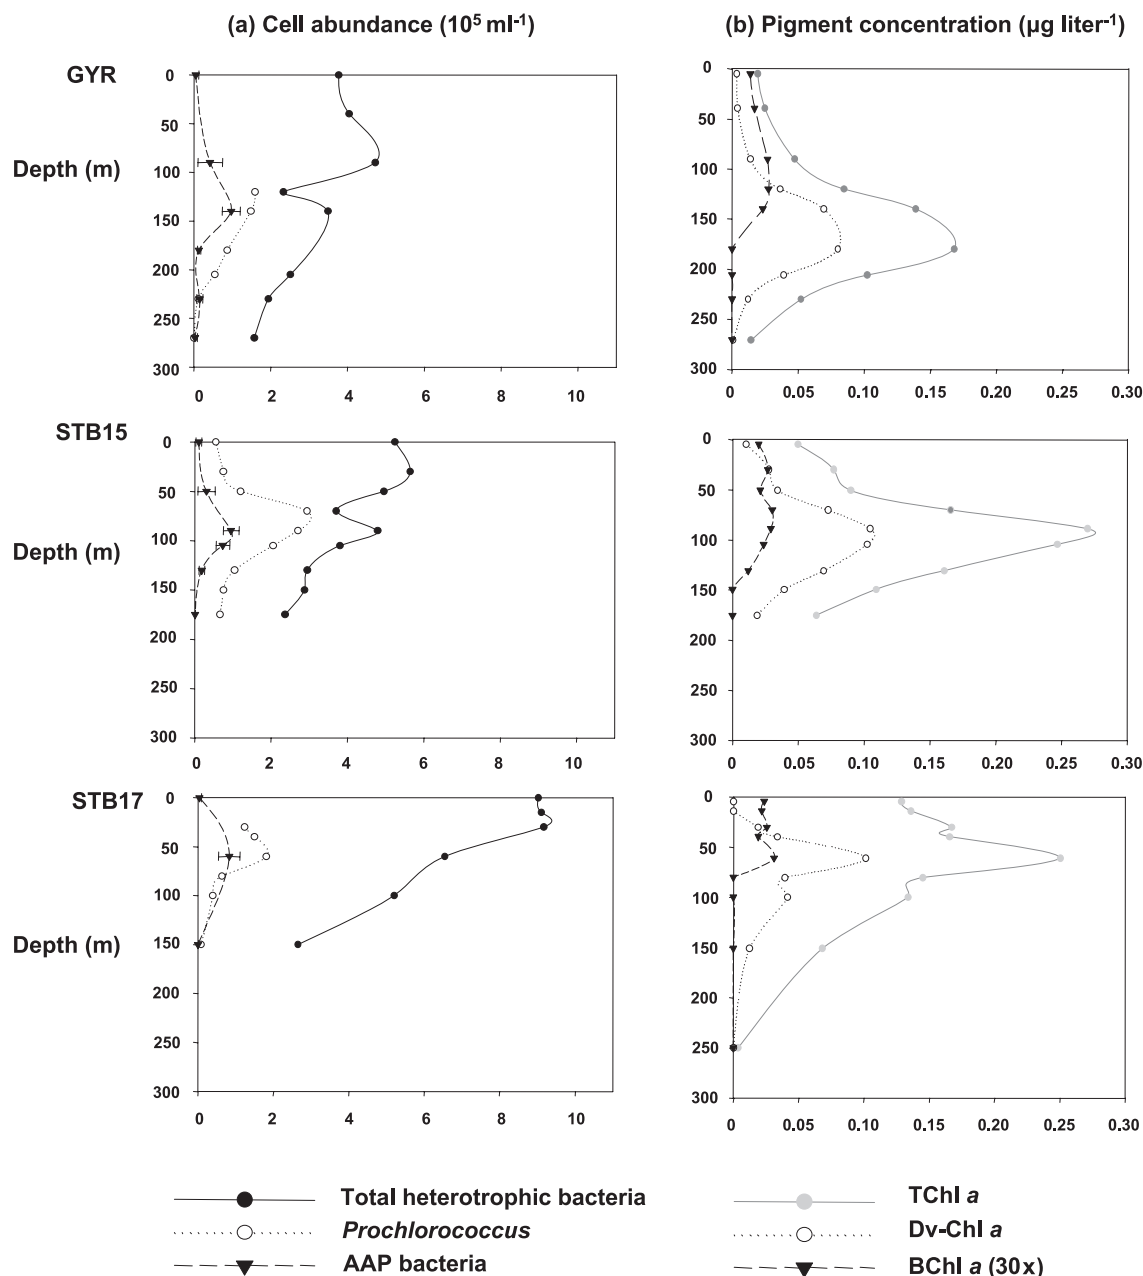 (a) Cell abundance (10⁵ ml⁻¹)
(b) Pigment concentration (µg liter⁻¹)
GYR
Depth (m)
0
50
100
150
200
250
300
0 2 4 6 8 10
0
50
100
150
200
250
300
0 0.05 0.10 0.15 0.20 0.25 0.30
STB15
Depth (m)
0
50
100
150
200
250
300
0 2 4 6 8 10
0
50
100
150
200
250
300
0 0.05 0.10 0.15 0.20 0.25 0.30
STB17
Depth (m)
0
50
100
150
200
250
300
0 2 4 6 8 10
0
50
100
150
200
250
300
0 0.05 0.10 0.15 0.20 0.25 0.30
Total heterotrophic bacteria
Prochlorococcus
AAP bacteria
TChl a
Dv-Chl a
BChl a (30x)